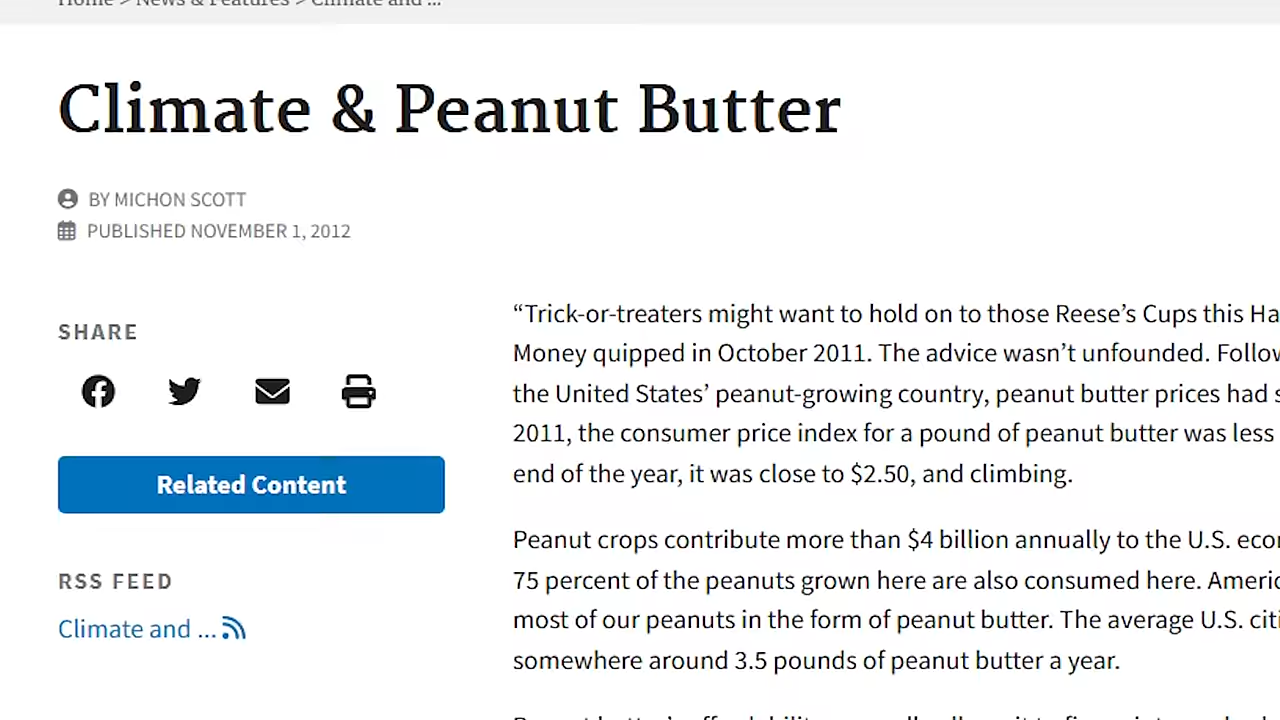 Home > News & Features > Climate and ...
Climate & Peanut Butter
BY MICHON SCOTT
PUBLISHED NOVEMBER 1, 2012
SHARE
Related Content
RSS FEED
Climate and ...
“Trick-or-treaters might want to hold on to those Reese’s Cups this
Money quipped in October 2011. The advice wasn’t unfounded.
the United States’ peanut-growing country, peanut butter prices had
2011, the consumer price index for a pound of peanut butter was less
end of the year, it was close to $2.50, and climbing.
Peanut crops contribute more than $4 billion annually to the U.S.
75 percent of the peanuts grown here are also consumed here.
most of our peanuts in the form of peanut butter. The average U.S.
somewhere around 3.5 pounds of peanut butter a year.